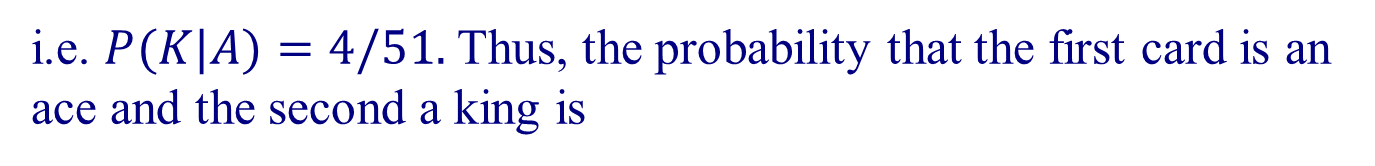 i.e. P(K|A) = 4/51. Thus, the probability that the first card is an
ace and the second a king is